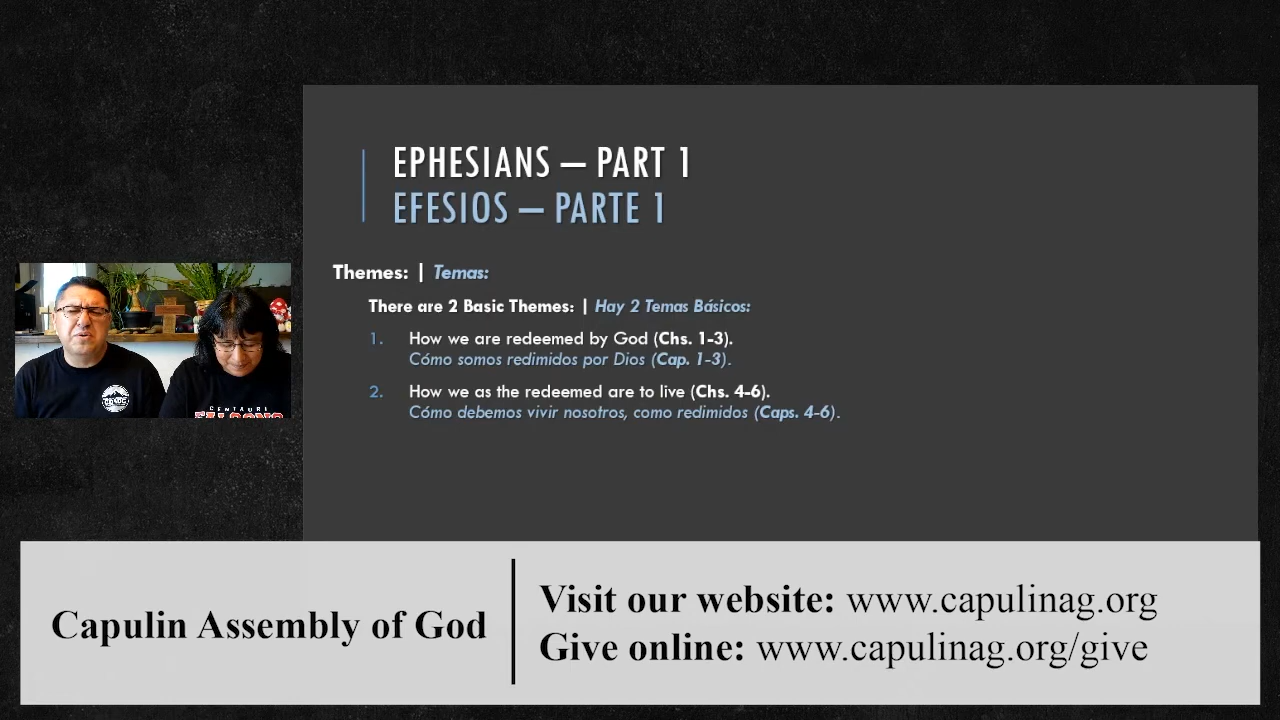 EPHESIANS – PART 1
EFESIOS – PARTE 1
Themes: | Temas:
There are 2 Basic Themes: | Hay 2 Temas Básicos:
1. How we are redeemed by God (Chs. 1-3).
Cómo somos redimidos por Dios (Cap. 1-3).
2. How we as the redeemed are to live (Chs. 4-6).
Cómo debemos vivir nosotros, como redimidos (Caps. 4-6).
CENTAURI
FALCONS
Capulin Assembly of God
Visit our website: www.capulinag.org
Give online: www.capulinag.org/give